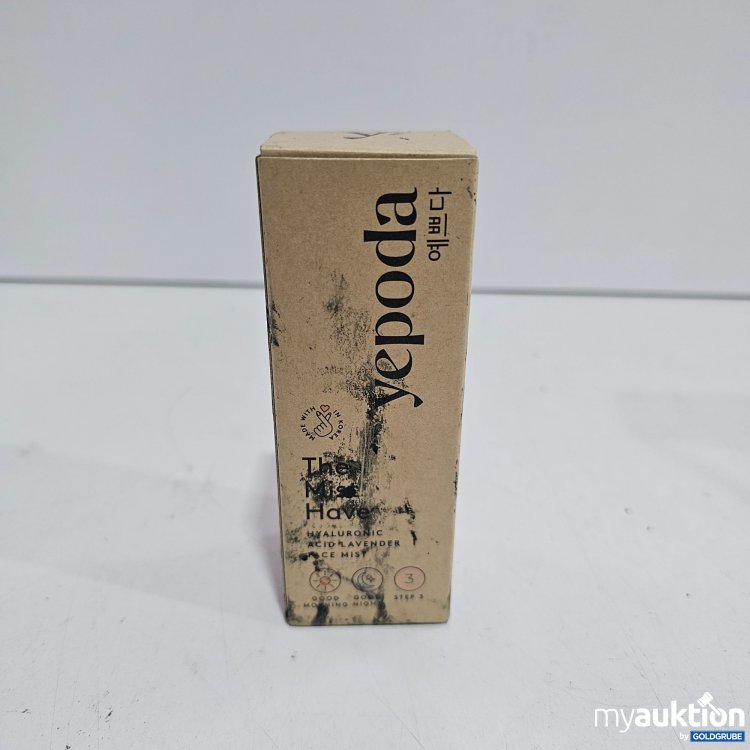 yepoda
예쁘다
MADE WITH
IN KOREA
The
Mist
Have
HYALURONIC
ACID LAVENDER
FACE MIST
GOOD
MORNING
GOOD
NIGHT
3
STEP 3
myauktion
by GOLDGRUBE